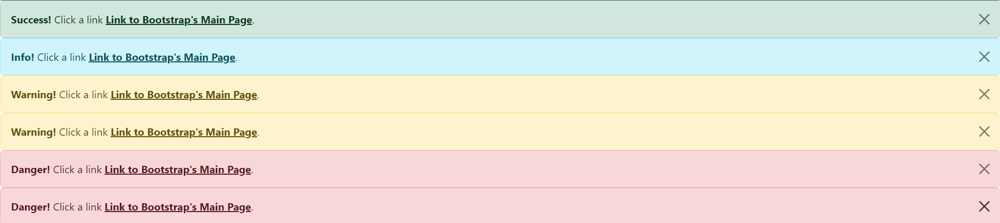 Success! Click a link Link to Bootstrap's Main Page.
Info! Click a link Link to Bootstrap's Main Page.
Warning! Click a link Link to Bootstrap's Main Page.
Warning! Click a link Link to Bootstrap's Main Page.
Danger! Click a link Link to Bootstrap's Main Page.
Danger! Click a link Link to Bootstrap's Main Page.